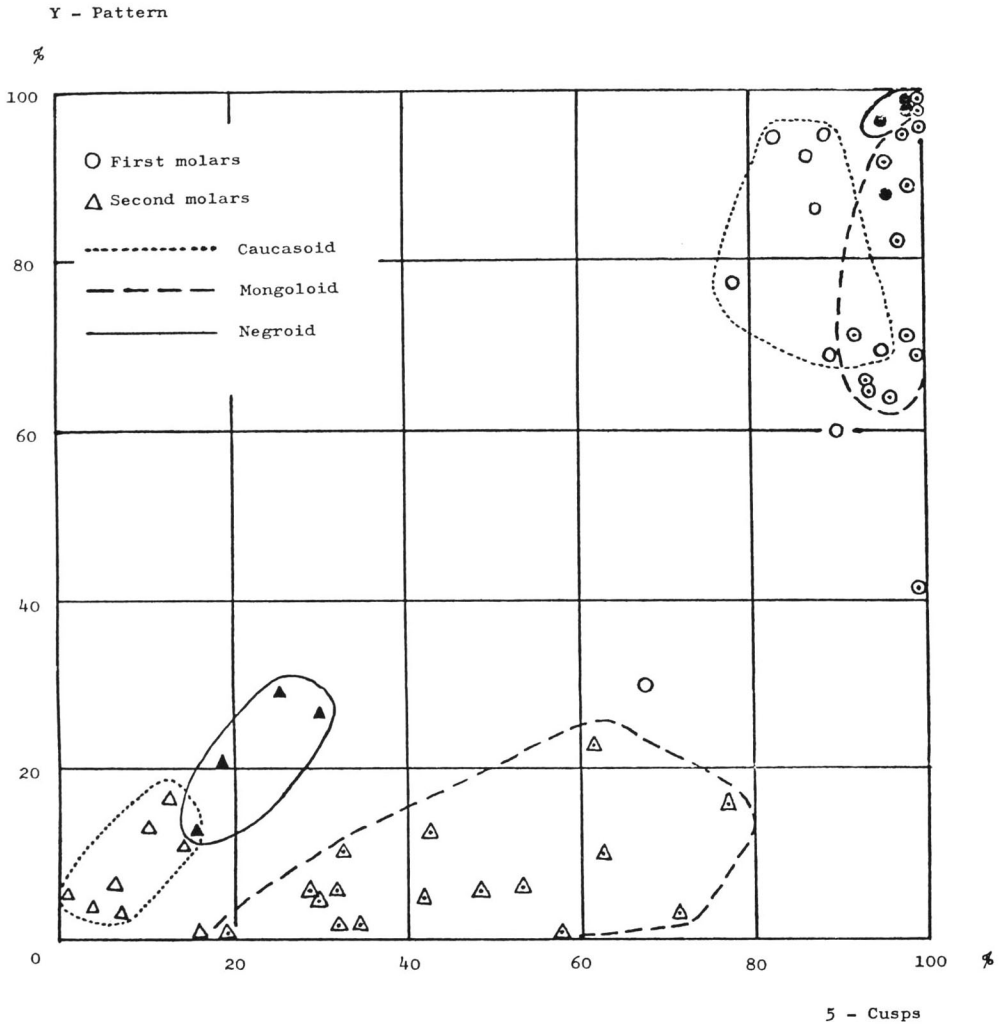 Y - Pattern
%
100
First molars
Second molars
Caucasoid
80
Mongoloid
Negroid
60
40
20
0
20
40
60
80
100
%
5 - Cusps